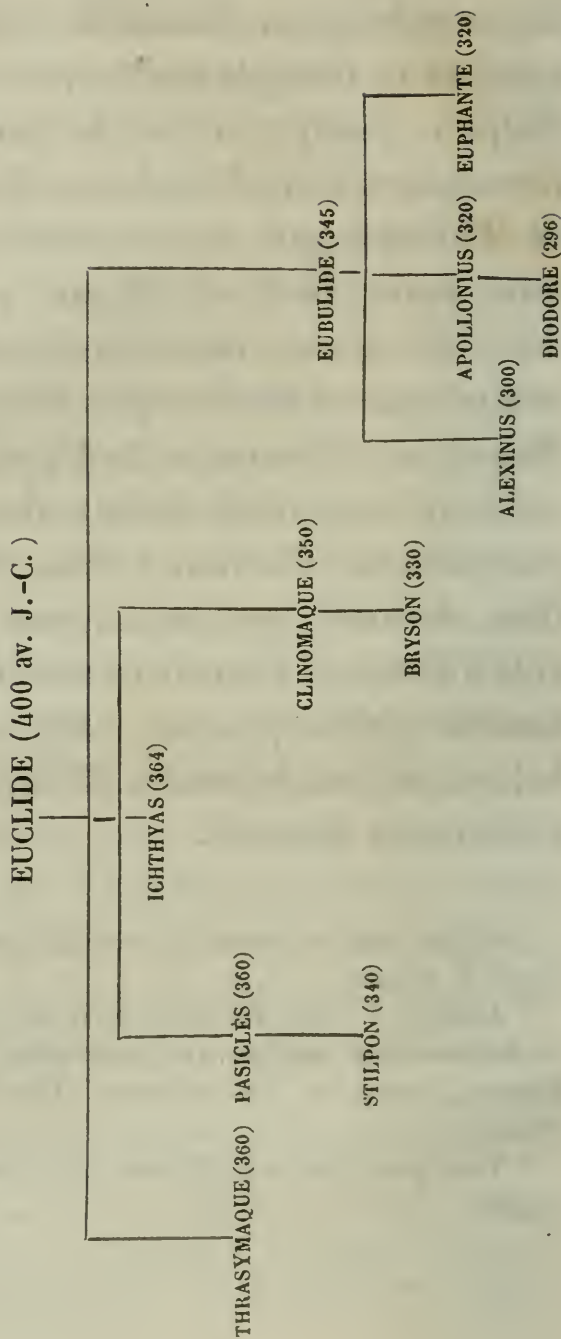 EUCLIDE (400 av. J.-C.)
ICHTHYAS (364)
THRASYMAQUE (360)
PASICLÈS (360)
CLINOMAQUE (350)
EUBULIDE (345)
STILPON (340)
BRYSON (330)
ALEXINUS (300)
APOLLONIUS (320)
EUPHANTE (320)
DIODORE (296)